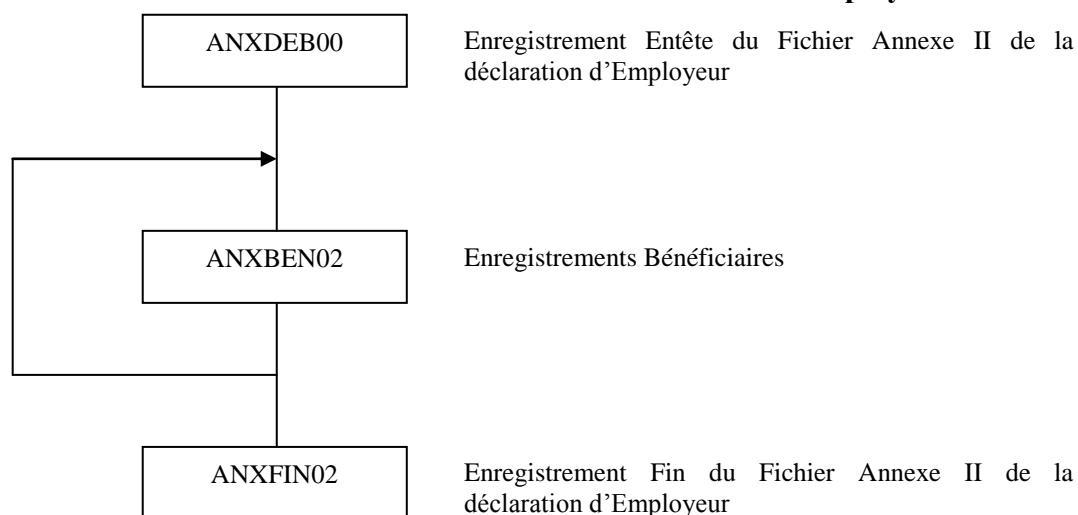 ANXDEB00
Enregistrement Entête du Fichier Annexe II de la
déclaration d'Employeur
ANXBEN02
Enregistrements Bénéficiaires
ANXFIN02
Enregistrement Fin du Fichier Annexe II de la
déclaration d'Employeur